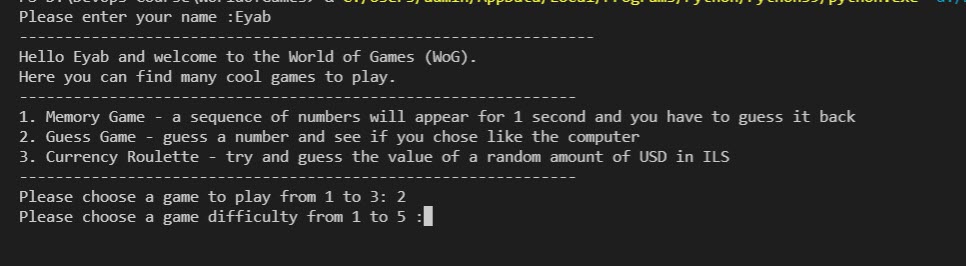 Please enter your name :Eyab
----------------------------------------------------------------
Hello Eyab and welcome to the World of Games (WoG).
Here you can find many cool games to play.
--------------------------------------------------------------
1. Memory Game - a sequence of numbers will appear for 1 second and you have to guess it back
2. Guess Game - guess a number and see if you chose like the computer
3. Currency Roulette - try and guess the value of a random amount of USD in ILS
--------------------------------------------------------------
Please choose a game to play from 1 to 3: 2
Please choose a game difficulty from 1 to 5 :